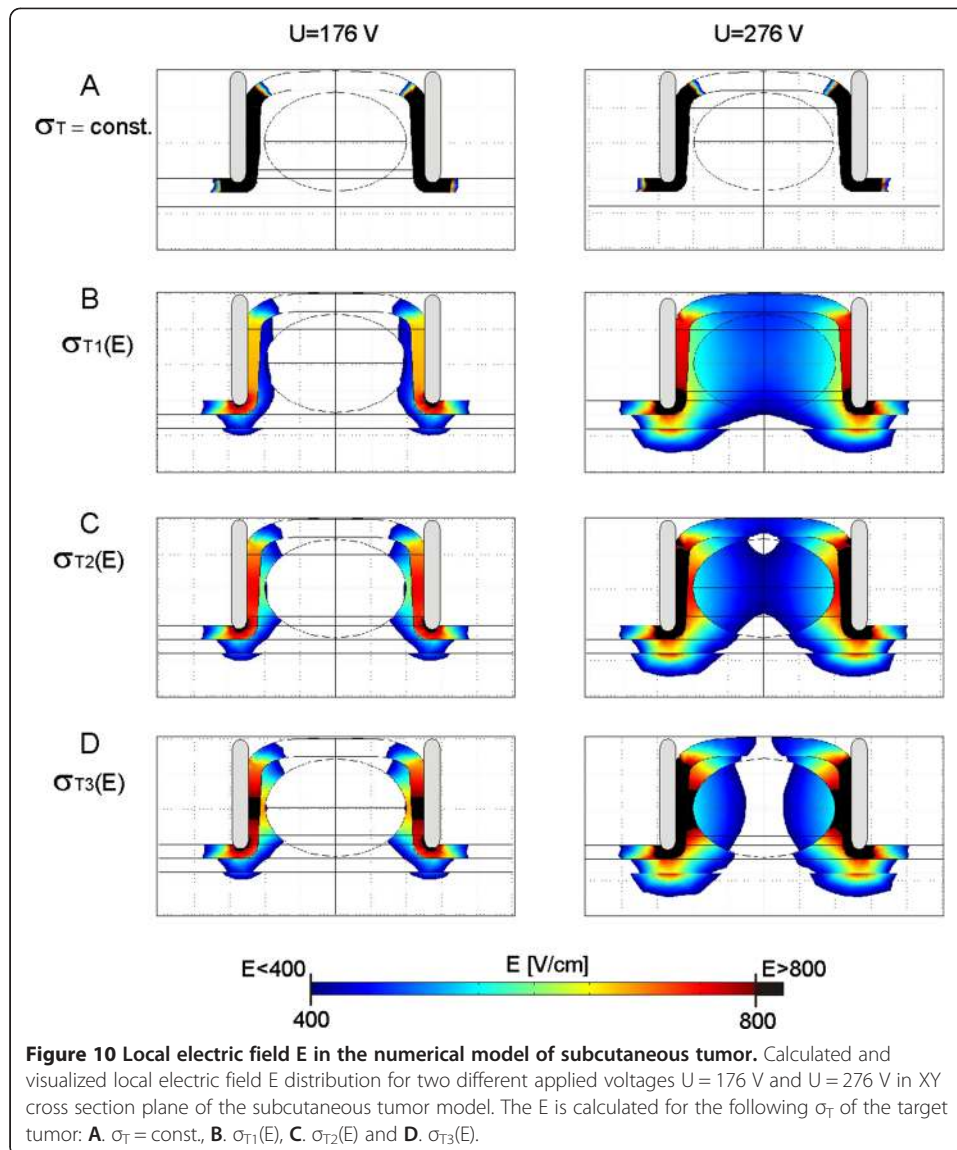 U=176 V U=276 V
A
σT = const.
B
σT1(E)
C
σT2(E)
D
σT3(E)
E<400 E [V/cm] E>800
400 800
Figure 10 Local electric field E in the numerical model of subcutaneous tumor. Calculated and
visualized local electric field E distribution for two different applied voltages U = 176 V and U = 276 V in XY
cross section plane of the subcutaneous tumor model. The E is calculated for the following σT of the target
tumor: A. σT = const., B. σT1(E), C. σT2(E) and D. σT3(E).